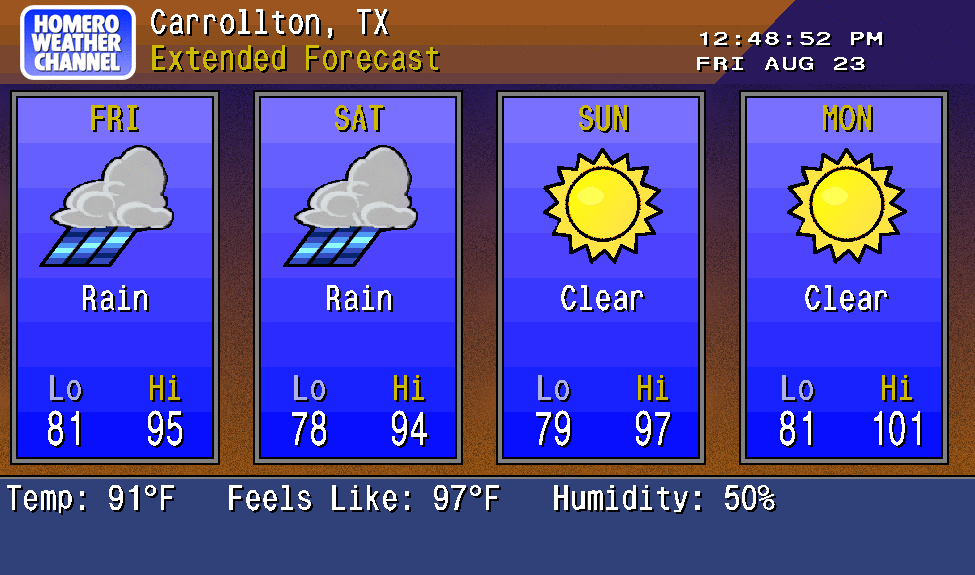 HOMERO
WEATHER
CHANNEL
Carrollton, TX
Extended Forecast
12:48:52 PM
FRI AUG 23
FRI
Rain
Lo Hi
81 95
SAT
Rain
Lo Hi
78 94
SUN
Clear
Lo Hi
79 97
MON
Clear
Lo Hi
81 101
Temp: 91°F Feels Like: 97°F Humidity: 50%